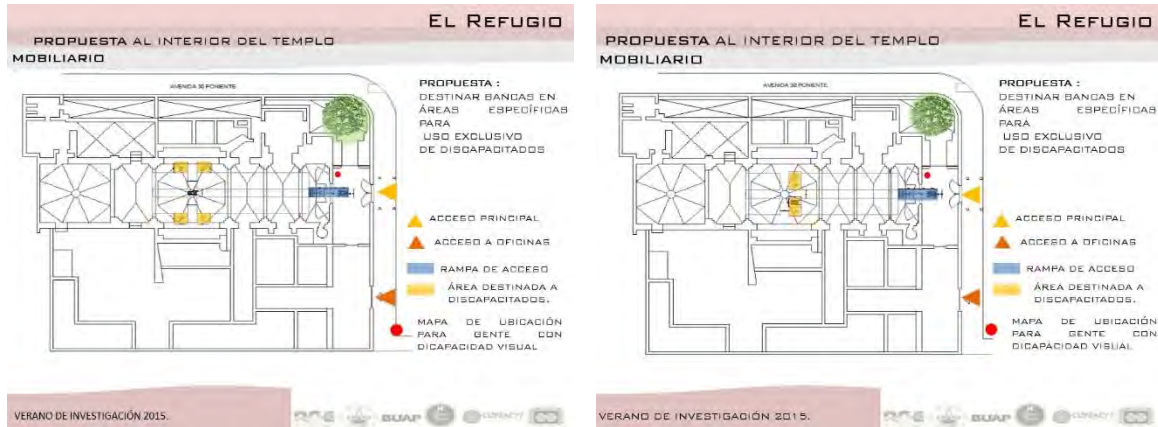 EL REFUGIO
PROPUESTA AL INTERIOR DEL TEMPLO
MOBILIARIO
AVENIDA 30 PONIENTE
PROPUESTA :
DESTINAR BANCAS EN
ÁREAS ESPECÍFICAS
PARA
USO EXCLUSIVO
DE DISCAPACITADOS
ACCESO PRINCIPAL
ACCESO A OFICINAS
RAMPA DE ACCESO
ÁREA DESTINADA A
DISCAPACITADOS.
MAPA DE UBICACIÓN
PARA GENTE CON
DICAPACIDAD VISUAL
VERANO DE INVESTIGACIÓN 2015.
BUAP
EL REFUGIO
PROPUESTA AL INTERIOR DEL TEMPLO
MOBILIARIO
AVENIDA 30 PONIENTE
PROPUESTA :
DESTINAR BANCAS EN
ÁREAS ESPECÍFICAS
PARA
USO EXCLUSIVO
DE DISCAPACITADOS
ACCESO PRINCIPAL
ACCESO A OFICINAS
RAMPA DE ACCESO
ÁREA DESTINADA A
DISCAPACITADOS.
MAPA DE UBICACIÓN
PARA GENTE CON
DICAPACIDAD VISUAL
VERANO DE INVESTIGACIÓN 2015.
BUAP